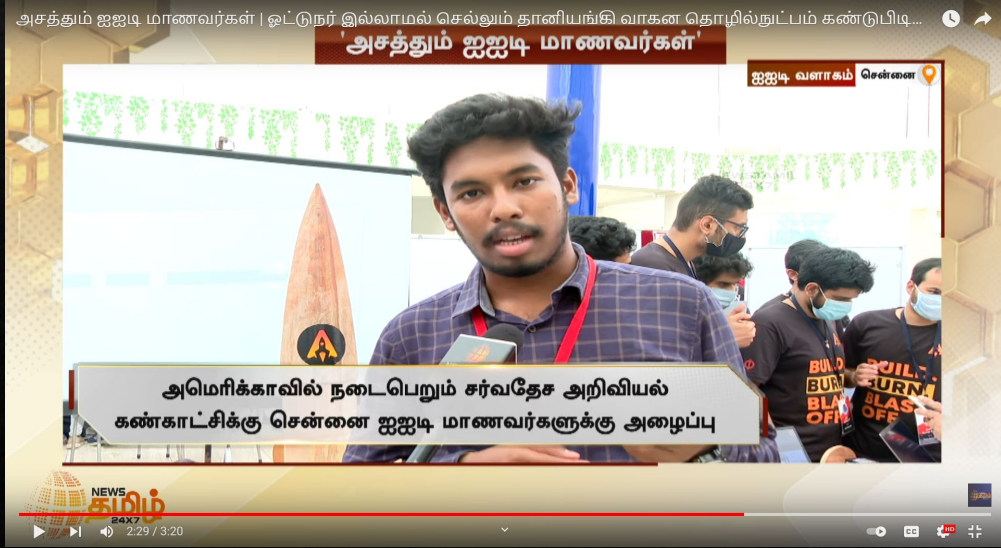 அசத்தும் ஐஐடி மாணவர்கள் | ஓட்டுநர் இல்லாமல் செல்லும் தானியங்கி வாகன தொழில்நுட்பம் கண்டுபிடி...
'அசத்தும் ஐஐடி மாணவர்கள்'
ஐஐடி வளாகம் சென்னை
BUILD
BURN
BLAST
OFF
BUILD
BURN
BLAST
OFF
அமெரிக்காவில் நடைபெறும் சர்வதேச அறிவியல்
கண்காட்சிக்கு சென்னை ஐஐடி மாணவர்களுக்கு அழைப்பு
NEWS
தமிழ்
24X7
2:29 / 3:20
CC
HD